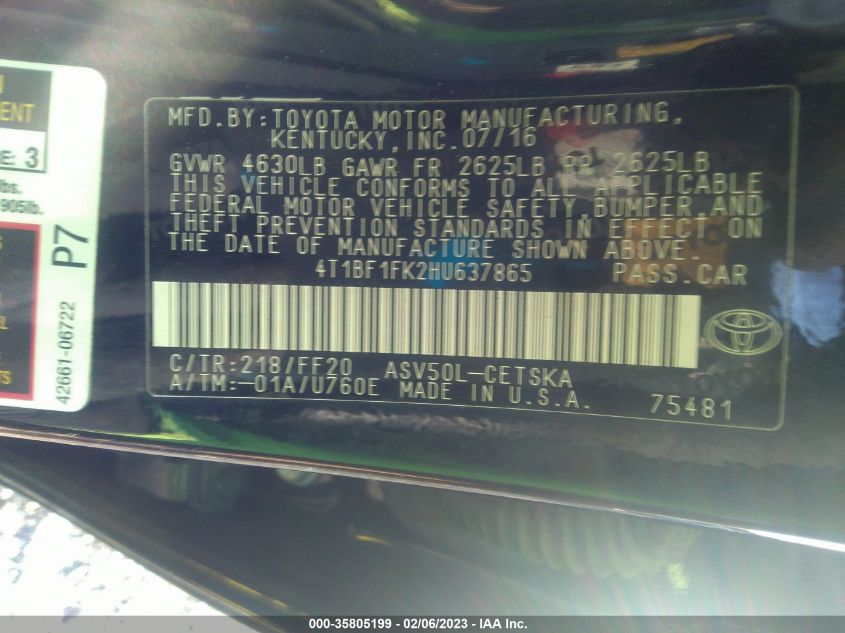 MFD.BY:TOYOTA MOTOR MANUFACTURING,
KENTUCKY,INC.07/16
GVWR 4630LB GAWR FR 2625LB RR 2625LB
THIS VEHICLE CONFORMS TO ALL APPLICABLE
FEDERAL MOTOR VEHICLE SAFETY,BUMPER AND
THEFT PREVENTION STANDARDS IN EFFECT ON
THE DATE OF MANUFACTURE SHOWN ABOVE.
4T1BF1FK2HU637865 PASS.CAR
C/TR:218/FF20 ASV50L-CETSKA
A/TM:-01A/U760E MADE IN U.S.A. 75481
3
P7
42661-06722
000-35805199 - 02/06/2023 - IAA Inc.